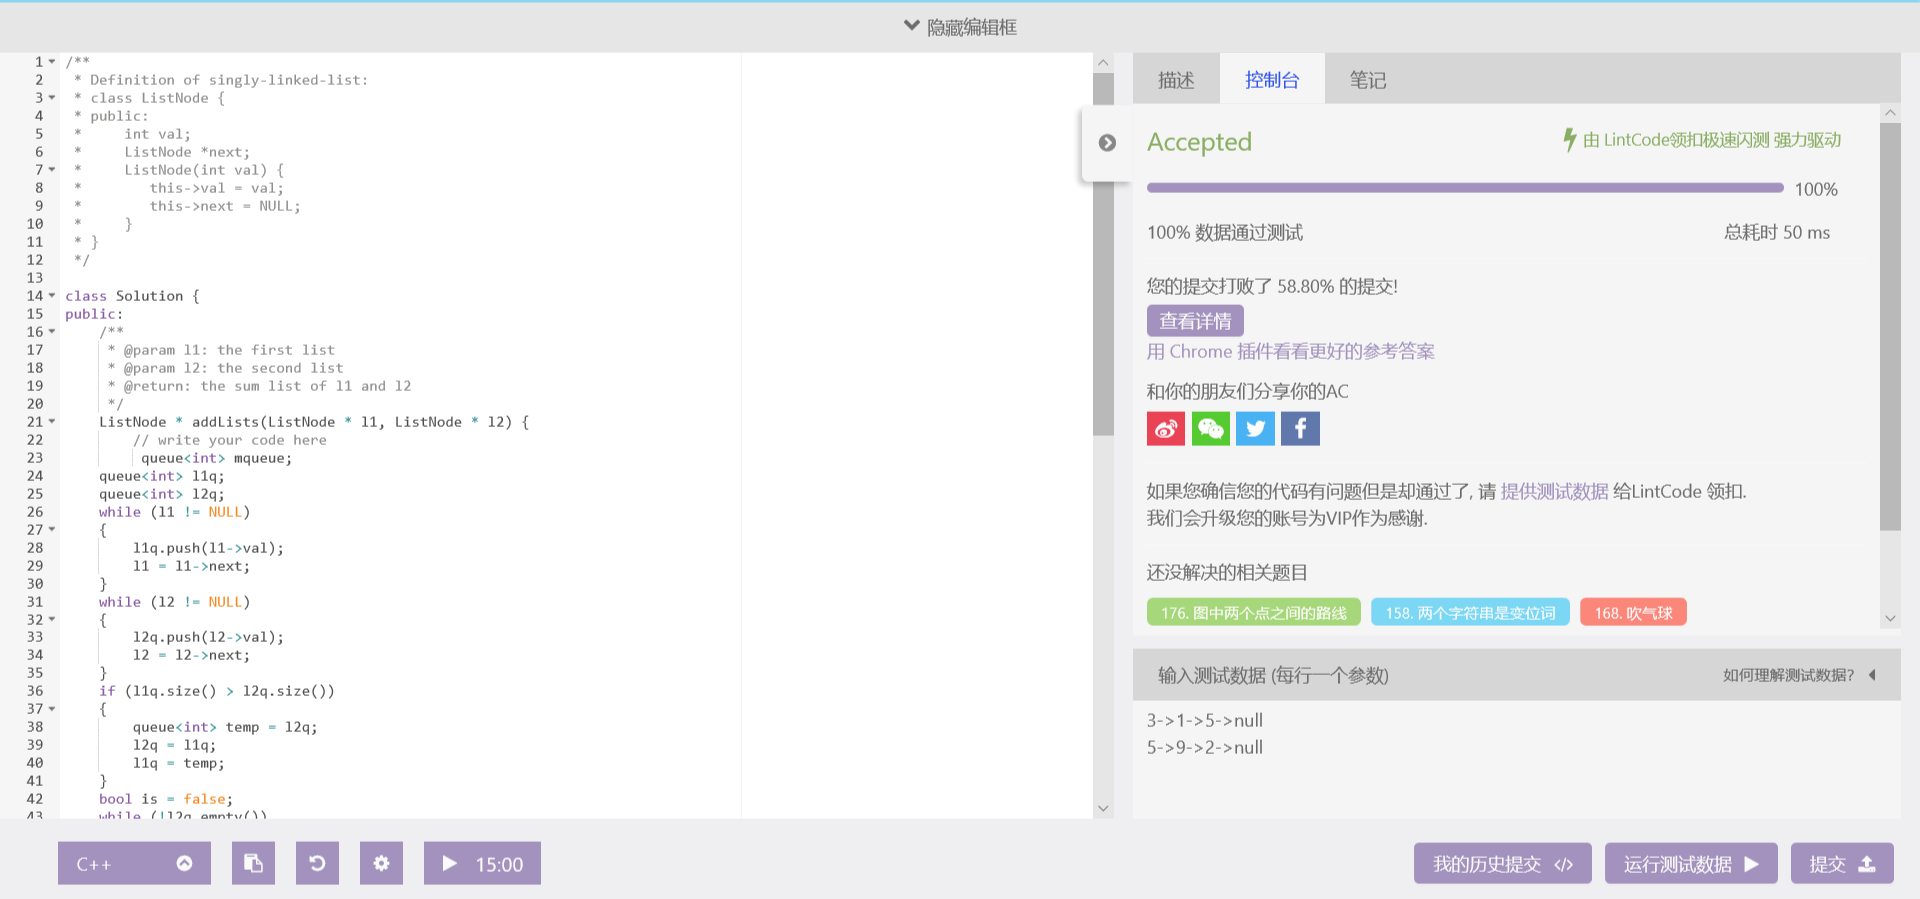 隐藏编辑框
1 /**
2  * Definition of singly-linked-list:
3  * class ListNode {
4  * public:
5  *     int val;
6  *     ListNode *next;
7  *     ListNode(int val) {
8  *        this->val = val;
9  *        this->next = NULL;
10  *     }
11  * }
12  */
13
14 class Solution {
15 public:
16     /**
17      * @param l1: the first list
18      * @param l2: the second list
19      * @return: the sum list of l1 and l2
20      */
21     ListNode * addLists(ListNode * l1, ListNode * l2) {
22         // write your code here
23          queue<int> mqueue;
24     queue<int> l1q;
25     queue<int> l2q;
26     while (l1 != NULL)
27     {
28         l1q.push(l1->val);
29         l1 = l1->next;
30     }
31     while (l2 != NULL)
32     {
33         l2q.push(l2->val);
34         l2 = l2->next;
35     }
36     if (l1q.size() > l2q.size())
37     {
38         queue<int> temp = l2q;
39         l2q = l1q;
40         l1q = temp;
41     }
42     bool is = false;
43     while (!l2q.empty())
描述 控制台 笔记
Accepted 由 LintCode领扣极速闪测 强力驱动
100%
100% 数据通过测试 总耗时 50 ms
您的提交打败了 58.80% 的提交!
查看详情
用 Chrome 插件看看更好的参考答案
和你的朋友们分享你的AC
如果您确信您的代码有问题但是却通过了, 请 提供测试数据 给LintCode 领扣.
我们会升级您的账号为VIP作为感谢.
还没解决的相关题目
176. 图中两个点之间的路线 158. 两个字符串是变位词 168. 吹气球
输入测试数据 (每行一个参数) 如何理解测试数据?
3->1->5->null
5->9->2->null
C++ 15:00 我的历史提交 </> 运行测试数据 提交